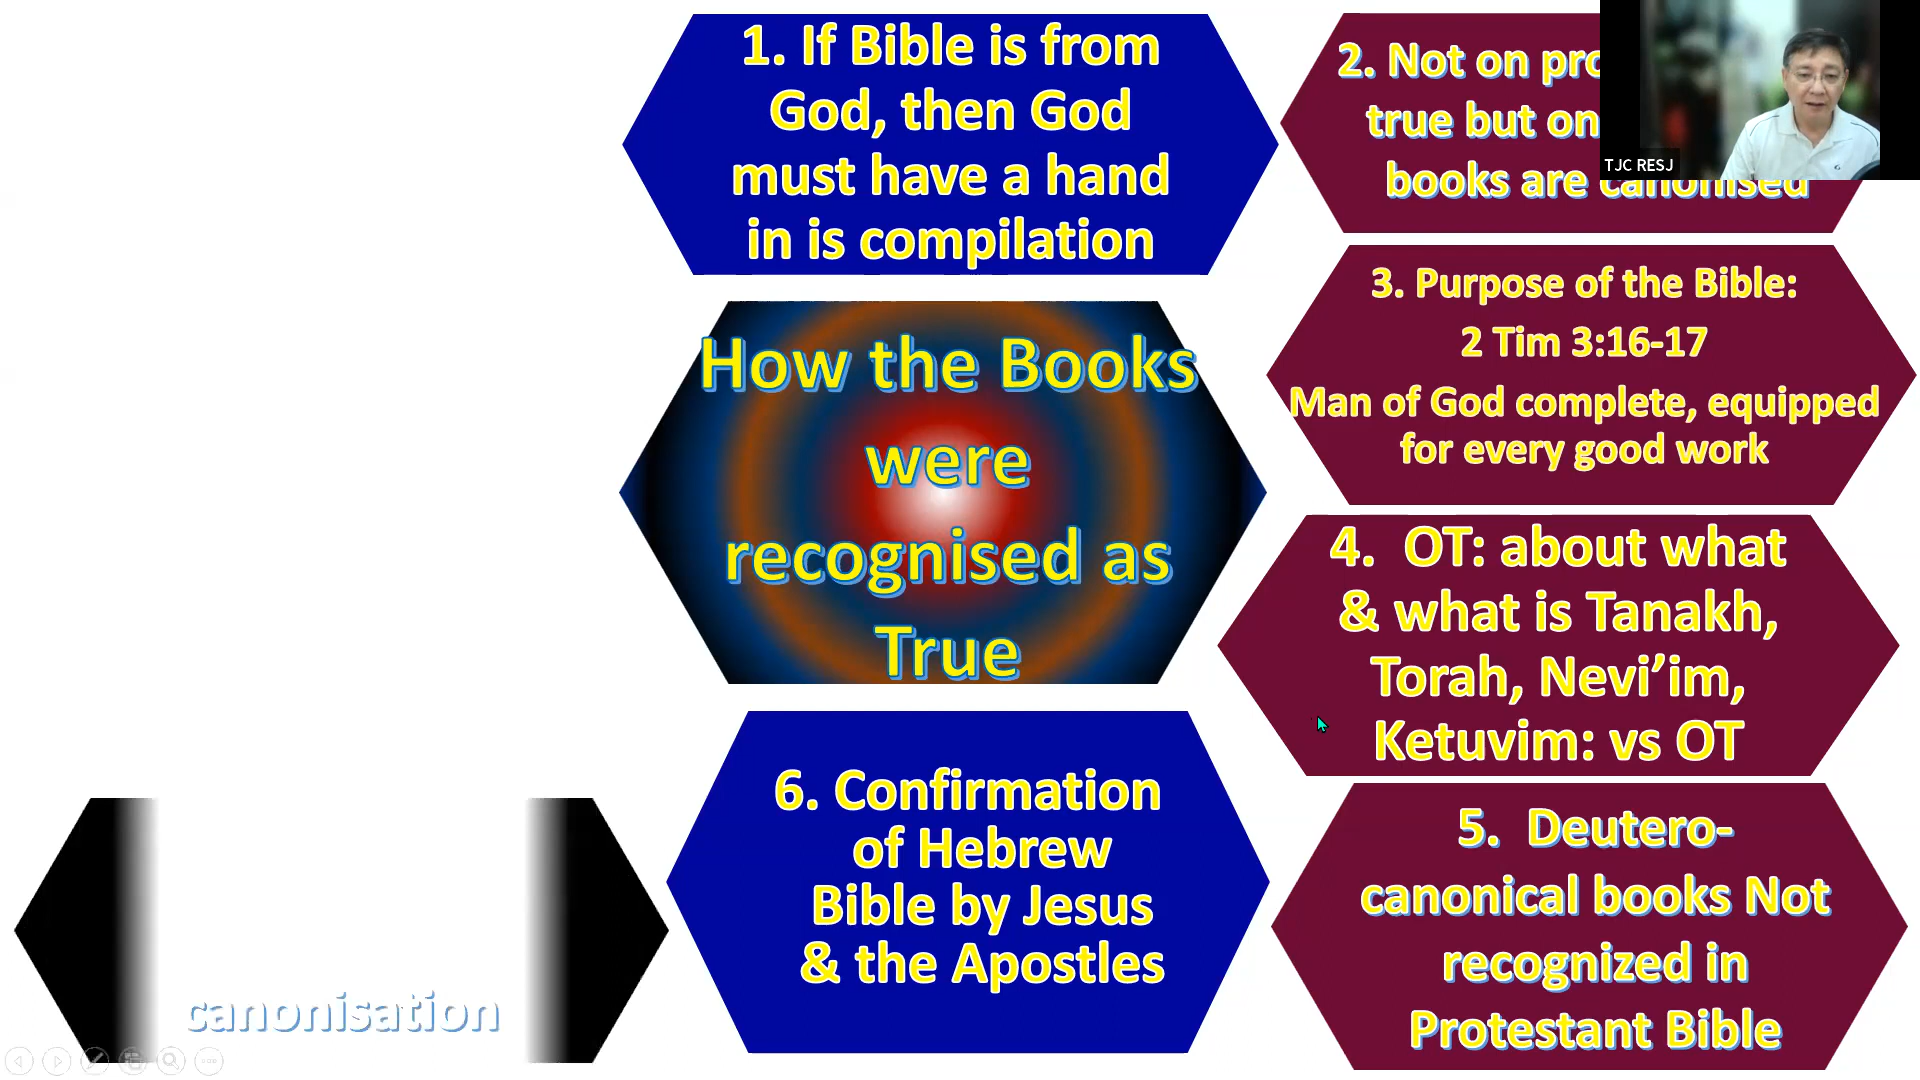 1. If Bible is from
God, then God
must have a hand
in is compilation
2. Not on
true but
books are canonised
TJC RESJ
3. Purpose of the Bible:
2 Tim 3:16-17
Man of God complete, equipped
for every good work
How the Books
were
recognised as
True
4. OT: about what
& what is Tanakh,
Torah, Nevi’im,
Ketuvim: vs OT
5. Deutero-
canonical books Not
recognized in
Protestant Bible
6. Confirmation
of Hebrew
Bible by Jesus
& the Apostles
canonisation